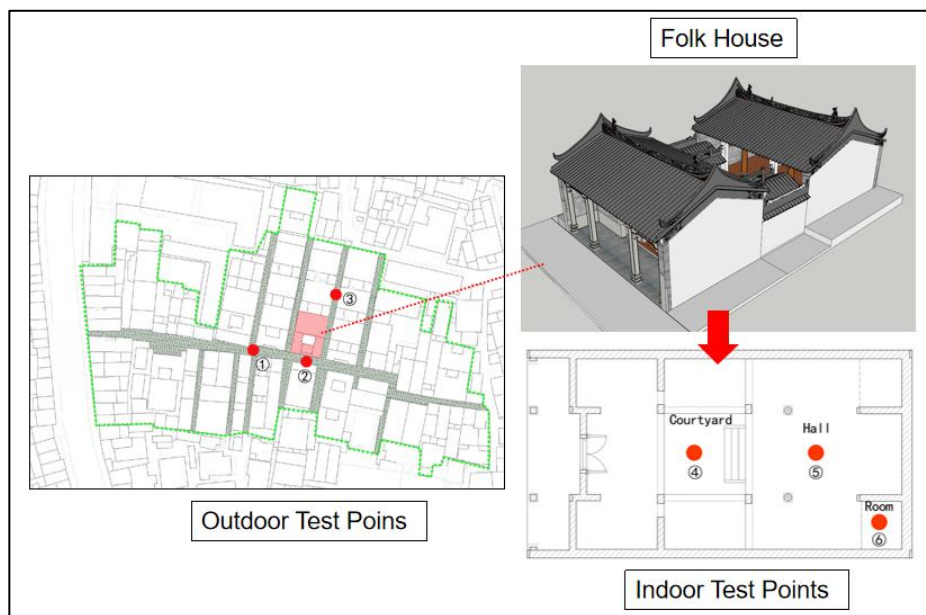 Folk House
③
①
②
Outdoor Test Poins
Courtyard
Hall
④
⑤
Room
⑥
Indoor Test Points